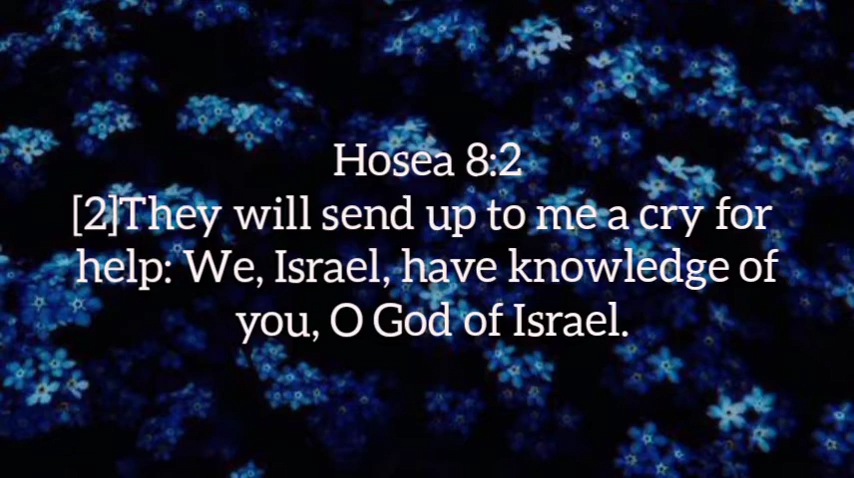 Hosea 8:2
[2]They will send up to me a cry for
help: We, Israel, have knowledge of
you, O God of Israel.